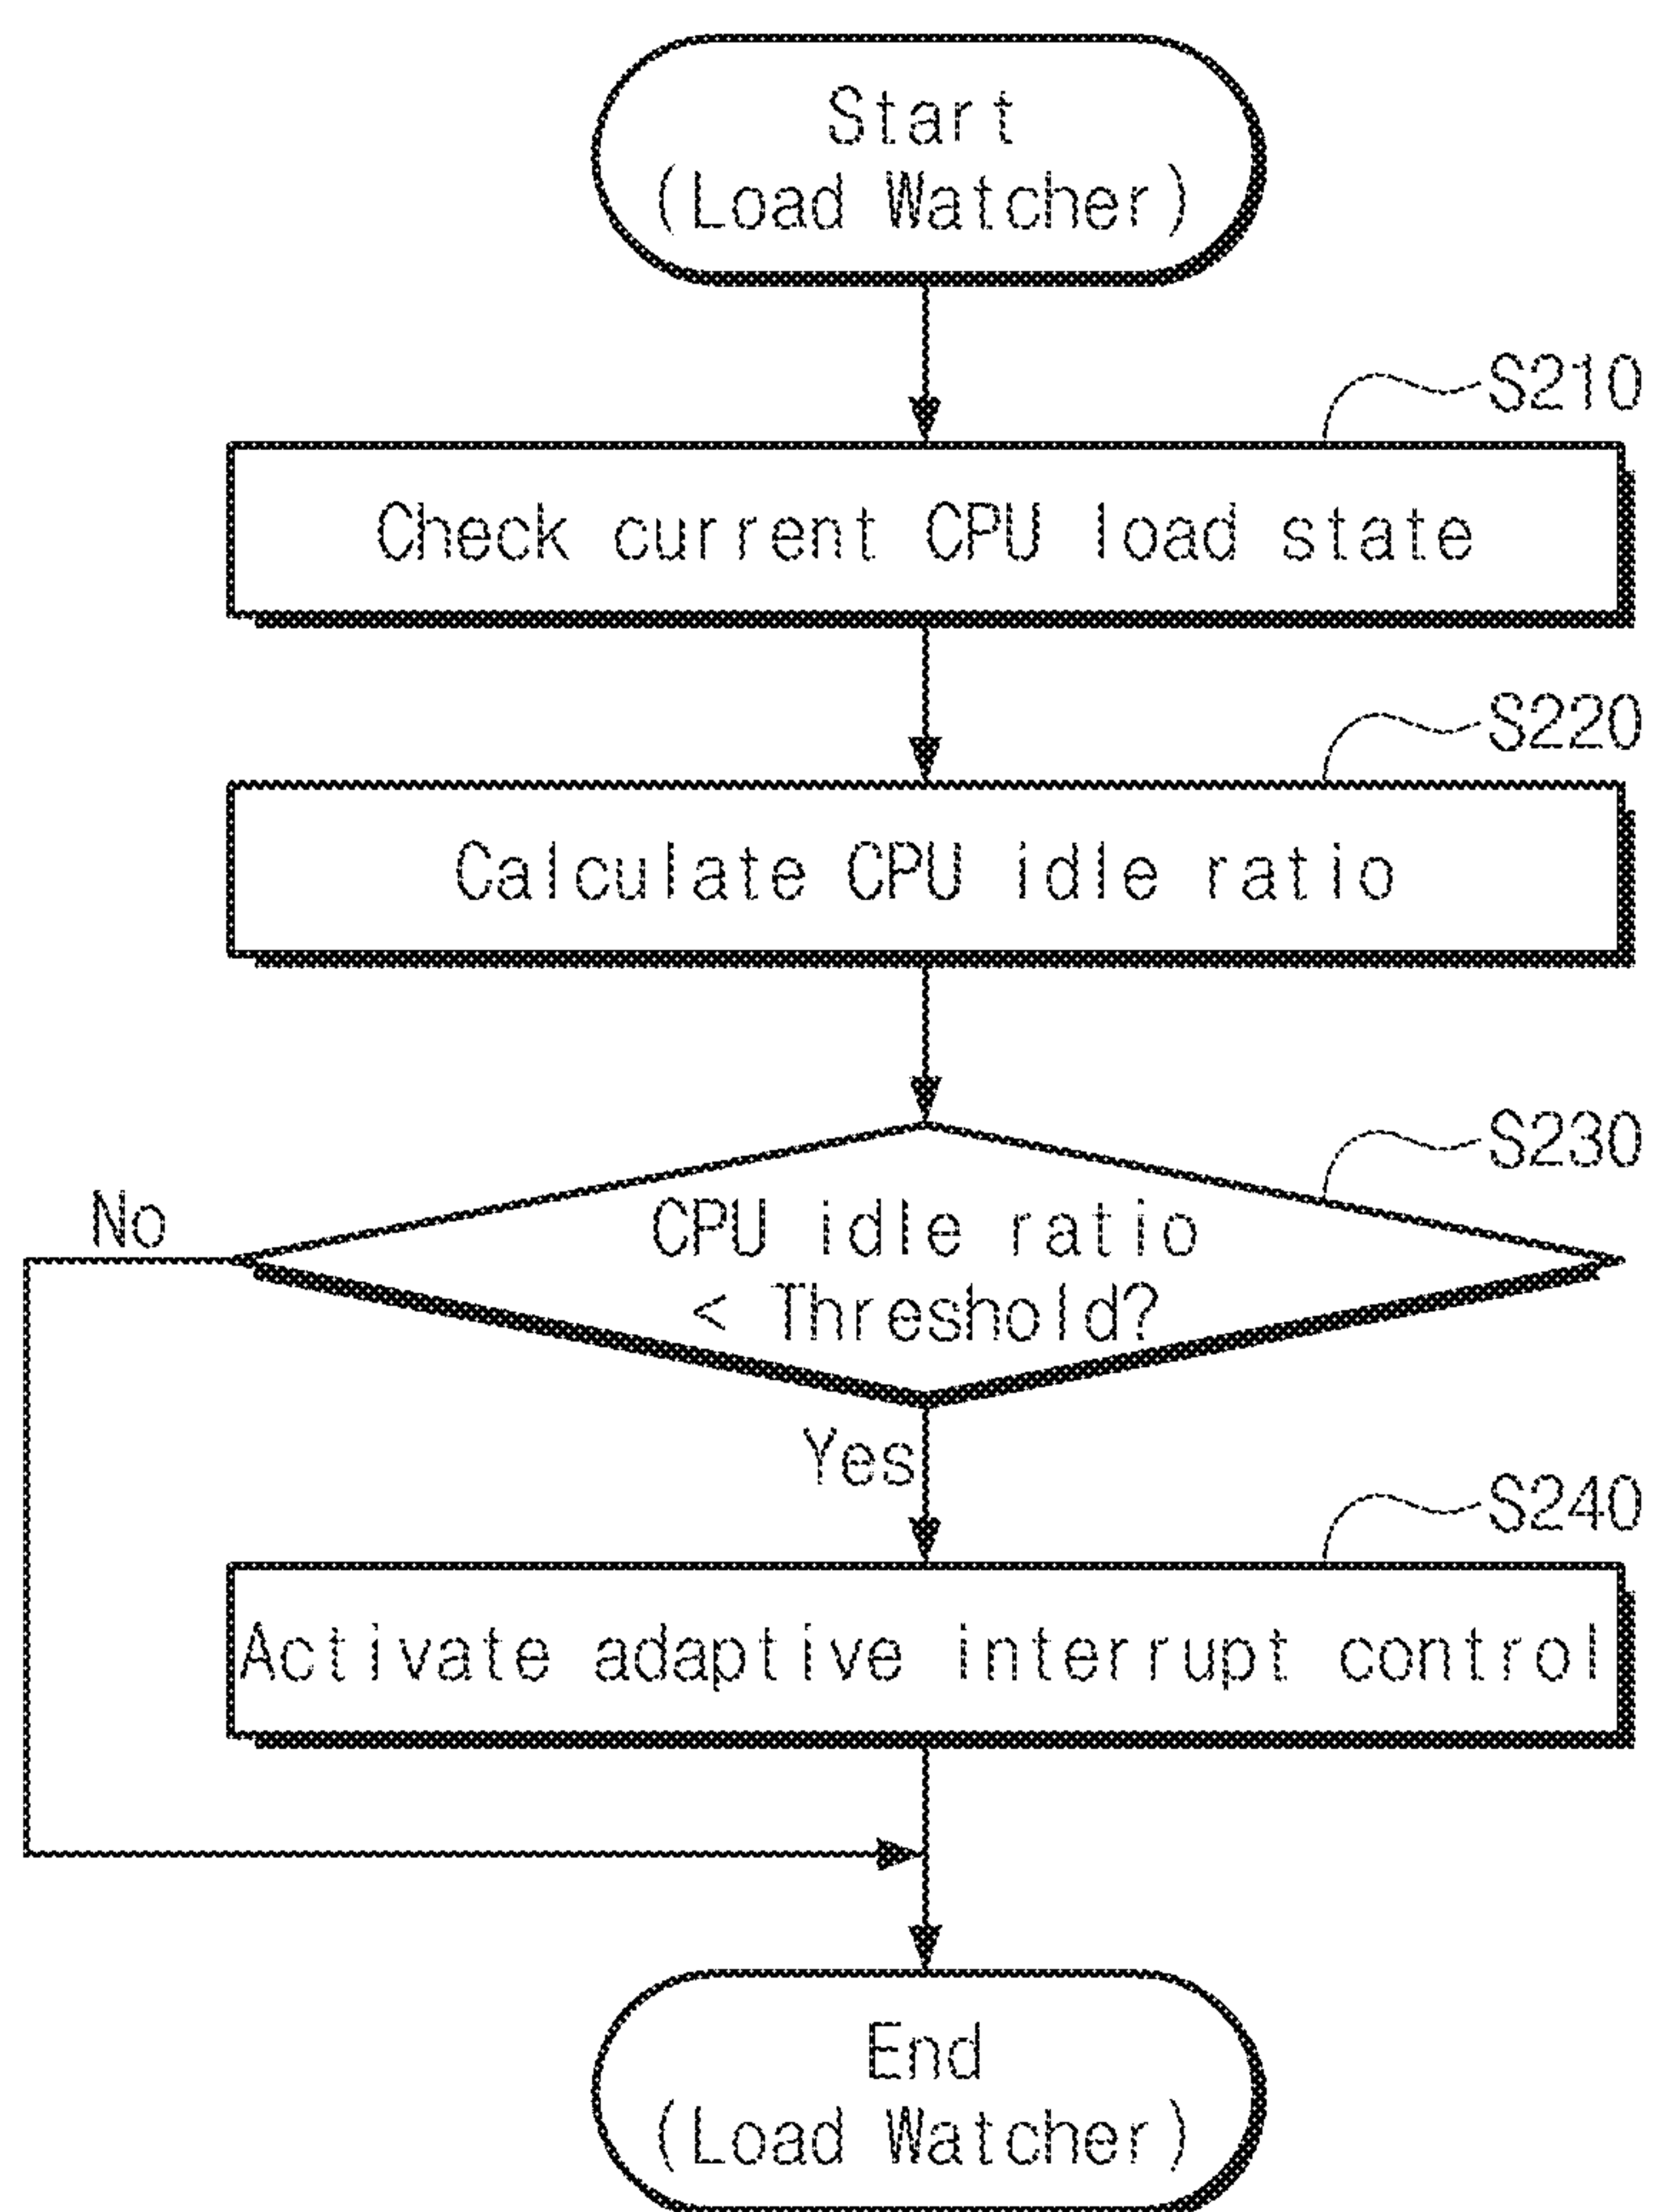 Start
(Load Watcher)
S210
Check current CPU load state
S220
Calculate CPU idle ratio
S230
No
CPU idle ratio
< Threshold?
Yes
S240
Activate adaptive interrupt control
End
(Load Watcher)